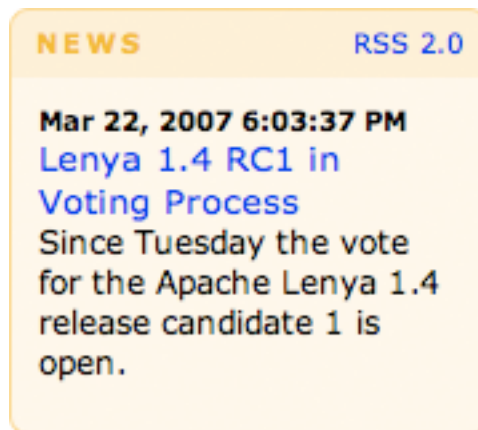 NEWS RSS 2.0
Mar 22, 2007 6:03:37 PM
Lenya 1.4 RC1 in
Voting Process
Since Tuesday the vote
for the Apache Lenya 1.4
release candidate 1 is
open.